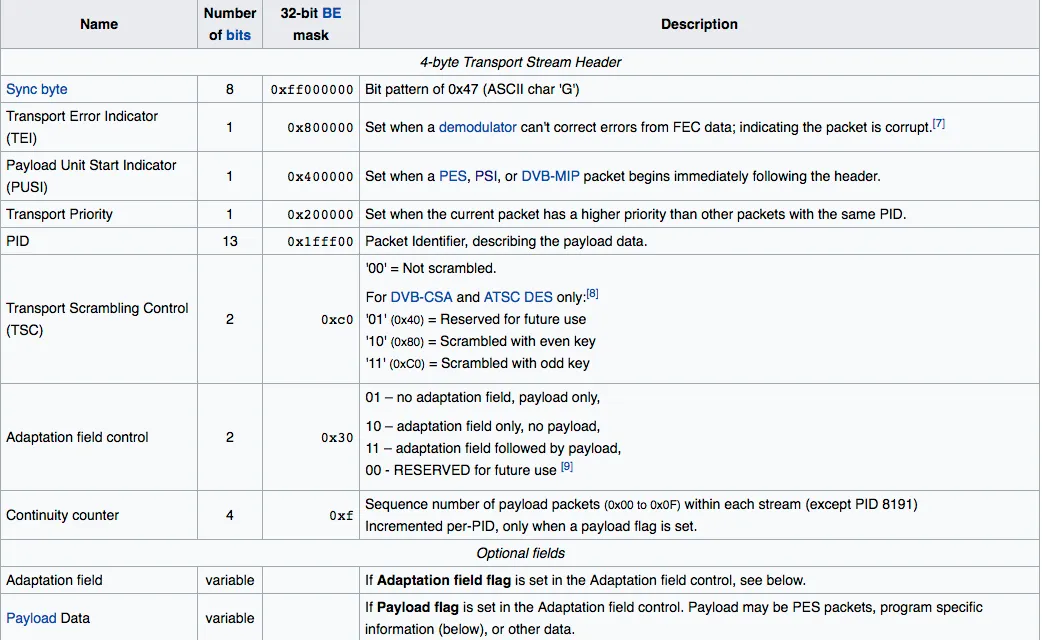 Name
Number of bits
32-bit BE mask
Description
4-byte Transport Stream Header
Sync byte
8
0xff000000
Bit pattern of 0x47 (ASCII char 'G')
Transport Error Indicator
(TEI)
1
0x800000
Set when a demodulator can't correct errors from FEC data; indicating the packet is corrupt.[7]
Payload Unit Start Indicator
(PUSI)
1
0x400000
Set when a PES, PSI, or DVB-MIP packet begins immediately following the header.
Transport Priority
1
0x200000
Set when the current packet has a higher priority than other packets with the same PID.
PID
13
0x1fff00
Packet Identifier, describing the payload data.
Transport Scrambling Control
(TSC)
2
0xc0
'00' = Not scrambled.
For DVB-CSA and ATSC DES only:[8]
'01' (0x40) = Reserved for future use
'10' (0x80) = Scrambled with even key
'11' (0xC0) = Scrambled with odd key
Adaptation field control
2
0x30
01 – no adaptation field, payload only,
10 – adaptation field only, no payload,
11 – adaptation field followed by payload,
00 - RESERVED for future use [9]
Continuity counter
4
0xf
Sequence number of payload packets (0x00 to 0x0F) within each stream (except PID 8191)
Incremented per-PID, only when a payload flag is set.
Optional fields
Adaptation field
variable
If Adaptation field flag is set in the Adaptation field control, see below.
Payload Data
variable
If Payload flag is set in the Adaptation field control. Payload may be PES packets, program specific
information (below), or other data.